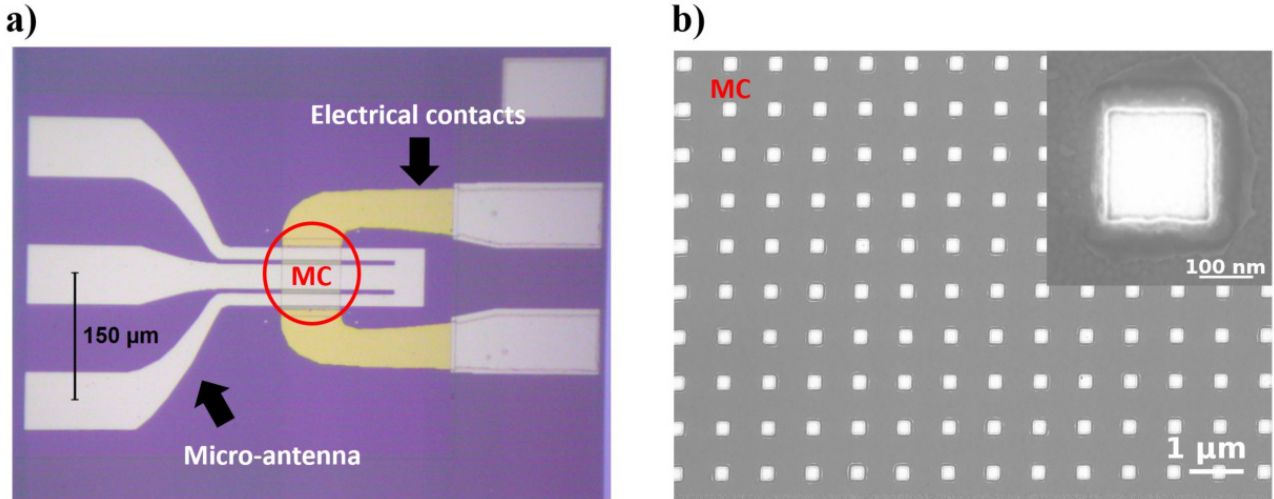 a)
Electrical contacts
MC
150 μm
Micro-antenna
b)
MC
100 nm
1 μm